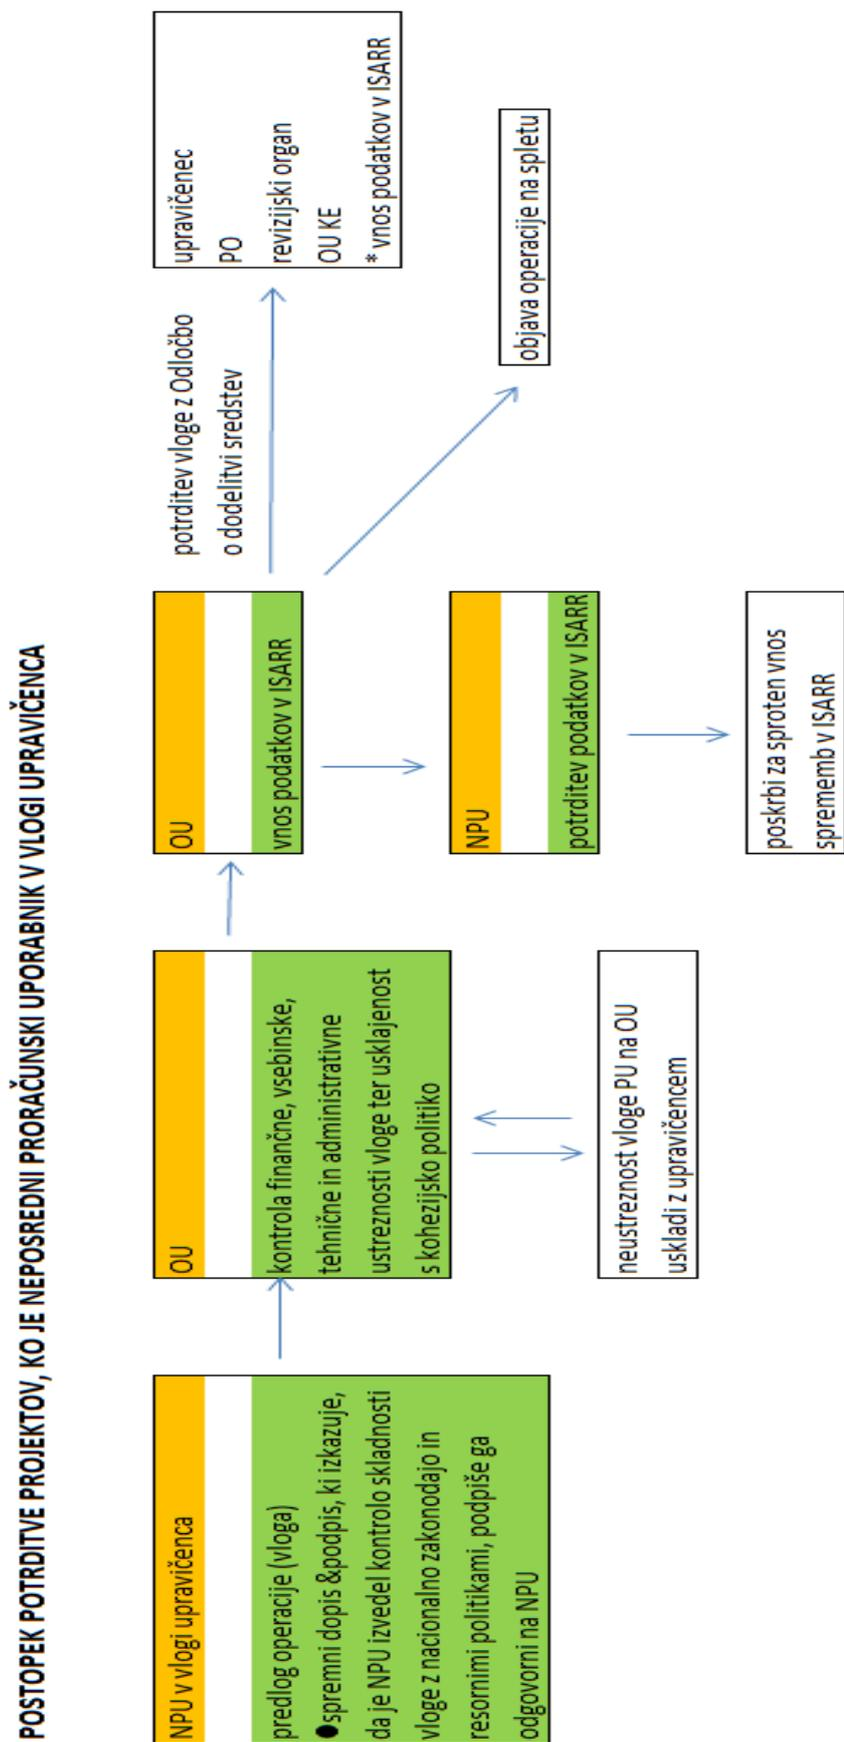 POSTOPEK POTRDITVE PROJEKTOV, KO JE NEPOSREDNI PRORAČUNSKI UPORABNIK V VLOGI UPRAVIČENCA
NPU v vlogi upravičenca
predlog operacije (vloga)
●spremni dopis &podpis, ki izkazuje,
da je NPU izvedel kontrolo skladnosti
vloge z nacionalno zakonodajo in
resornimi politikami, podpiše ga
odgovorni na NPU
OU
kontrola finančne, vsebinske,
tehnične in administrativne
ustreznosti vloge ter usklajenost
s kohezijsko politiko
neustreznost vloge PU na OU
uskladi z upravičencem
OU
vnos podatkov v ISARR
NPU
potrditev podatkov v ISARR
poskrbi za sproten vnos
sprememb v ISARR
potrditev vloge z Odločbo
o dodelitvi sredstev
upravičenec
PO
revizijski organ
OU KE
* vnos podatkov v ISARR
objava operacije na spletu